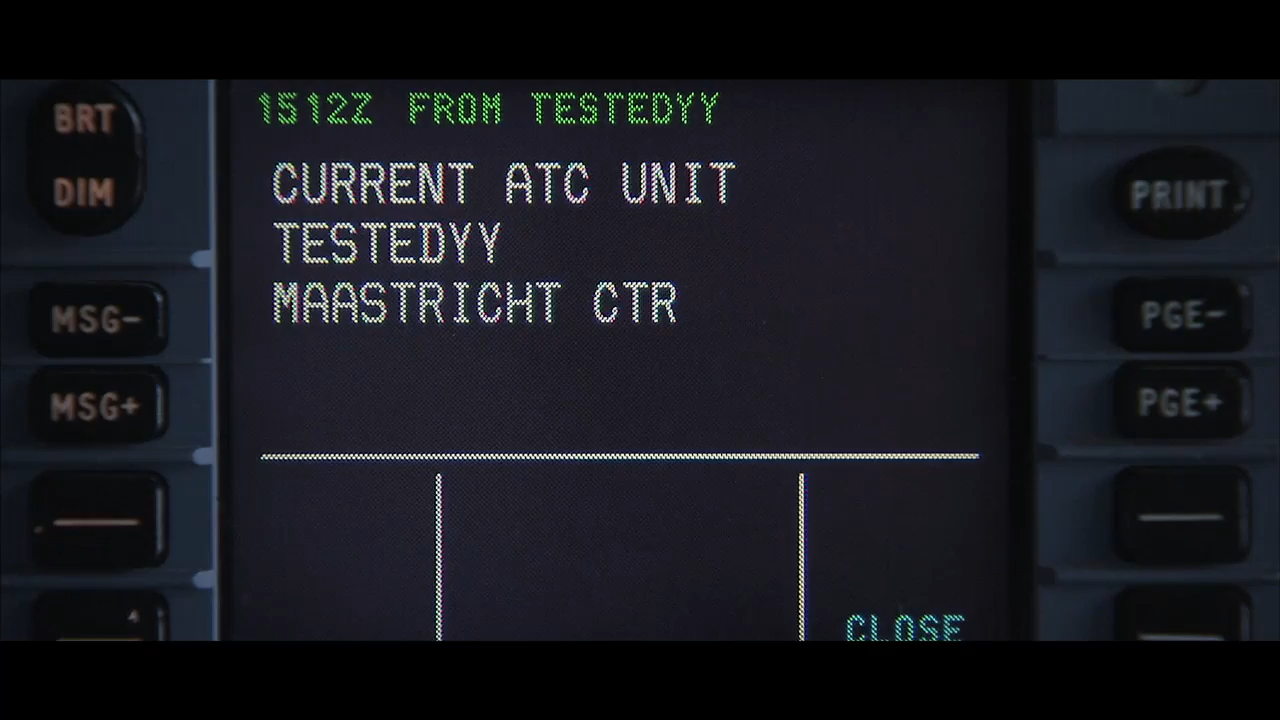 BRT
DIM
MSG-
MSG+
1512Z FROM TESTEDYY
CURRENT ATC UNIT
TESTEDYY
MAASTRICHT CTR
CLOSE
PRINT
PGE-
PGE+